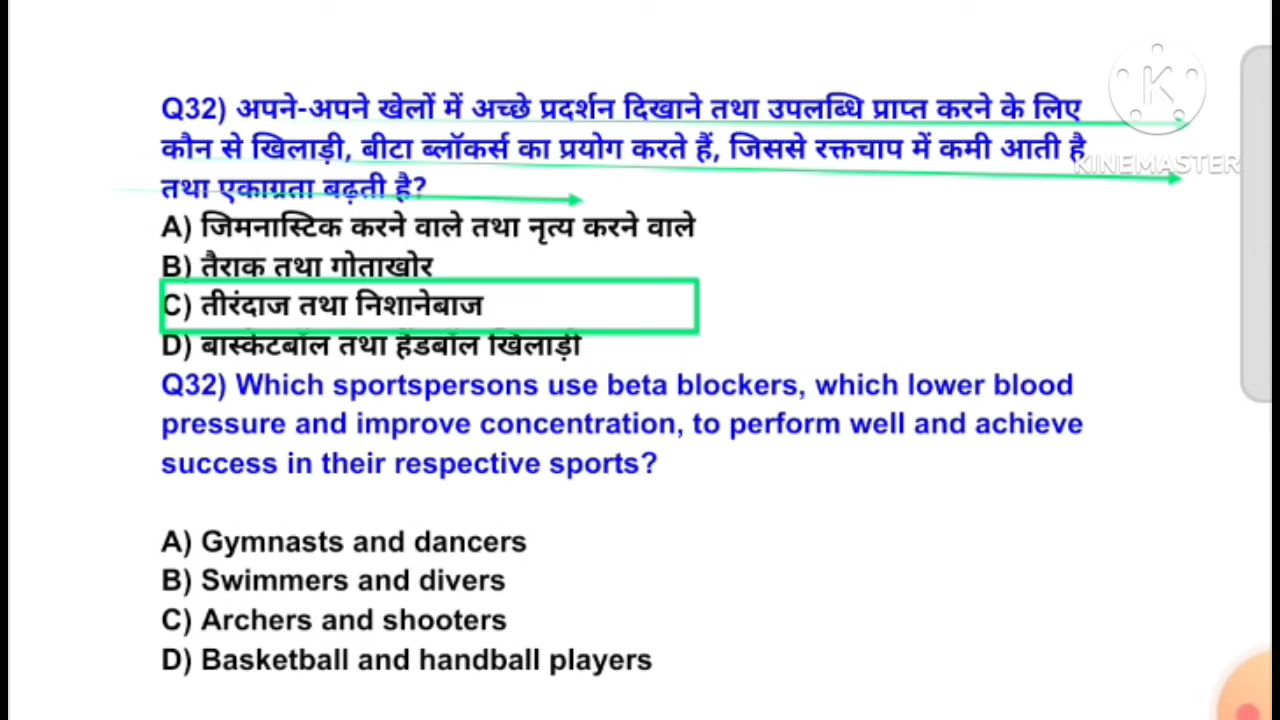 Q32) अपने-अपने खेलों में अच्छे प्रदर्शन दिखाने तथा उपलब्धि प्राप्त करने के लिए
कौन से खिलाड़ी, बीटा ब्लॉकर्स का प्रयोग करते हैं, जिससे रक्तचाप में कमी आती है
तथा एकाग्रता बढ़ती है?
A) जिमनास्टिक करने वाले तथा नृत्य करने वाले
B) तैराक तथा गोताखोर
C) तीरंदाज तथा निशानेबाज
D) बास्केटबॉल तथा हैंडबॉल खिलाड़ी
Q32) Which sportspersons use beta blockers, which lower blood
pressure and improve concentration, to perform well and achieve
success in their respective sports?
A) Gymnasts and dancers
B) Swimmers and divers
C) Archers and shooters
D) Basketball and handball players
K
KINEMASTER